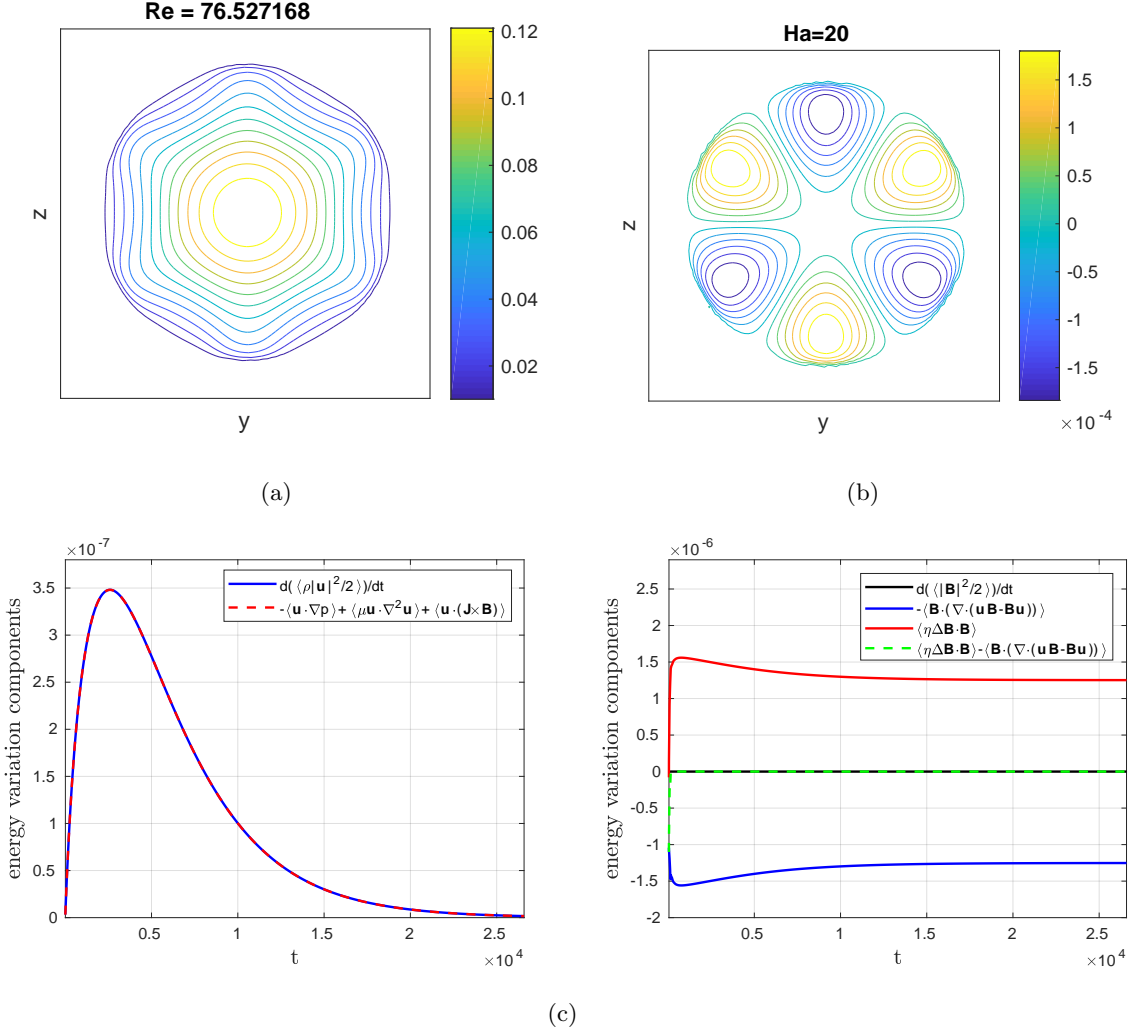 Re = 76.527168
z
y
0.12
0.1
0.08
0.06
0.04
0.02
(a)
Ha=20
z
y
1.5
1
0.5
0
-0.5
-1
-1.5
×10 -4
(b)
×10 -7
energy variation components
3.5
3
2.5
2
1.5
1
0.5
0
0.5
1
1.5
2
2.5
×10 4
t
d(⟨ρ|u|²/2⟩)/dt
-⟨u·∇p⟩+⟨μu·∇²u⟩+⟨u·(J×B)⟩
×10 -6
energy variation components
2.5
2
1.5
1
0.5
0
-0.5
-1
-1.5
-2
0.5
1
1.5
2
2.5
×10 4
t
d(⟨|B|²/2⟩)/dt
-⟨B·(∇·(uB-Bu))⟩
⟨ηΔB·B⟩
⟨ηΔB·B⟩-⟨B·(∇·(uB-Bu))⟩
(c)